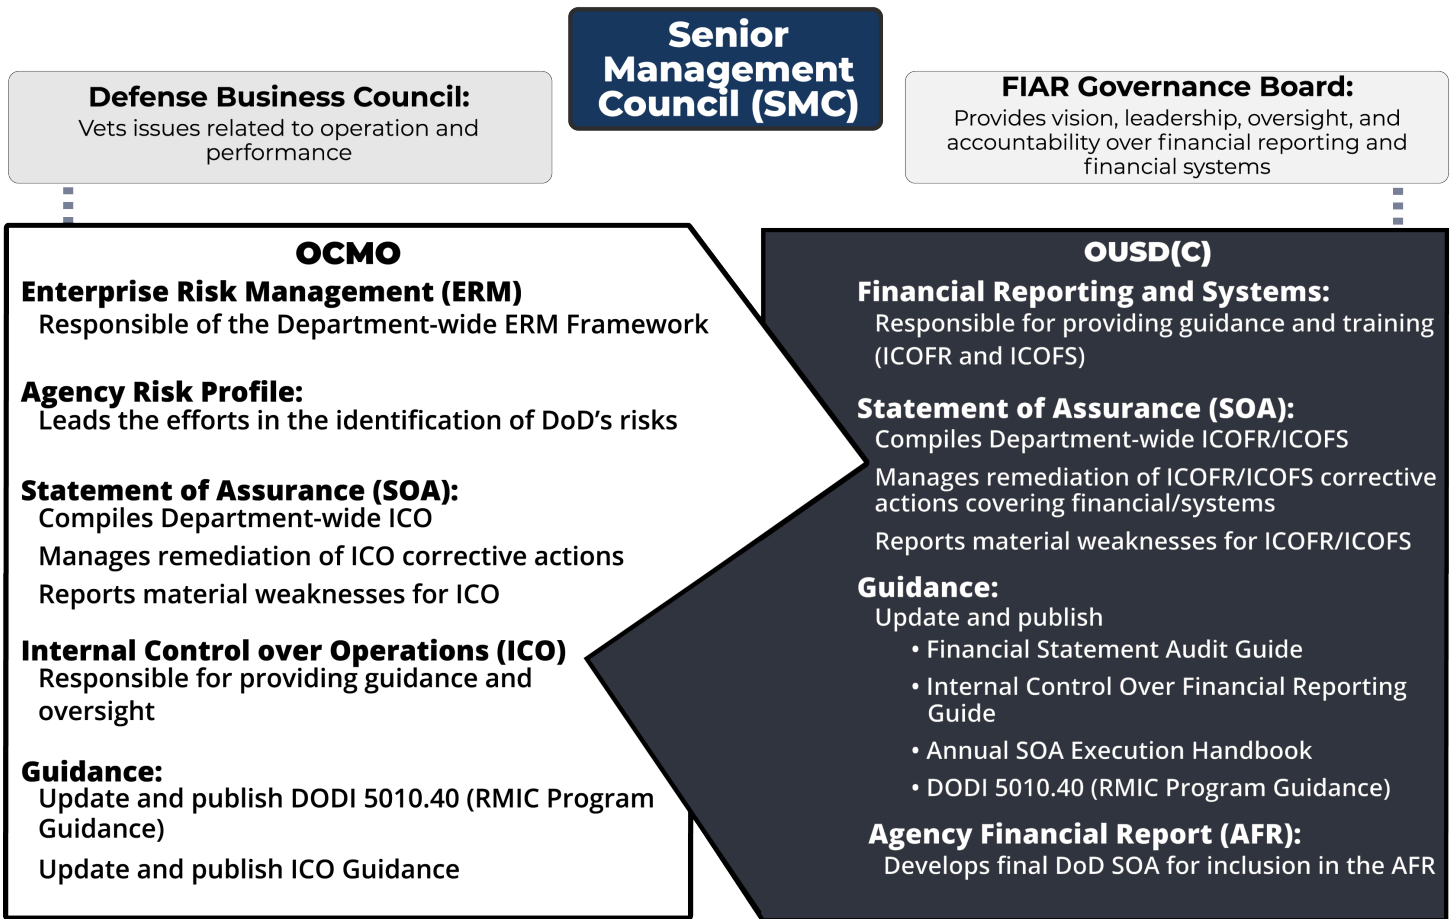 Senior
Management
Council (SMC)
Defense Business Council:
Vets issues related to operation and
performance
FIAR Governance Board:
Provides vision, leadership, oversight, and
accountability over financial reporting and
financial systems
OCMO
Enterprise Risk Management (ERM)
Responsible of the Department-wide ERM Framework
Agency Risk Profile:
Leads the efforts in the identification of DoD’s risks
Statement of Assurance (SOA):
Compiles Department-wide ICO
Manages remediation of ICO corrective actions
Reports material weaknesses for ICO
Internal Control over Operations (ICO)
Responsible for providing guidance and
oversight
Guidance:
Update and publish DODI 5010.40 (RMIC Program
Guidance)
Update and publish ICO Guidance
OUSD(C)
Financial Reporting and Systems:
Responsible for providing guidance and training
(ICOFR and ICOFS)
Statement of Assurance (SOA):
Compiles Department-wide ICOFR/ICOFS
Manages remediation of ICOFR/ICOFS corrective
actions covering financial/systems
Reports material weaknesses for ICOFR/ICOFS
Guidance:
Update and publish
• Financial Statement Audit Guide
• Internal Control Over Financial Reporting
Guide
• Annual SOA Execution Handbook
• DODI 5010.40 (RMIC Program Guidance)
Agency Financial Report (AFR):
Develops final DoD SOA for inclusion in the AFR